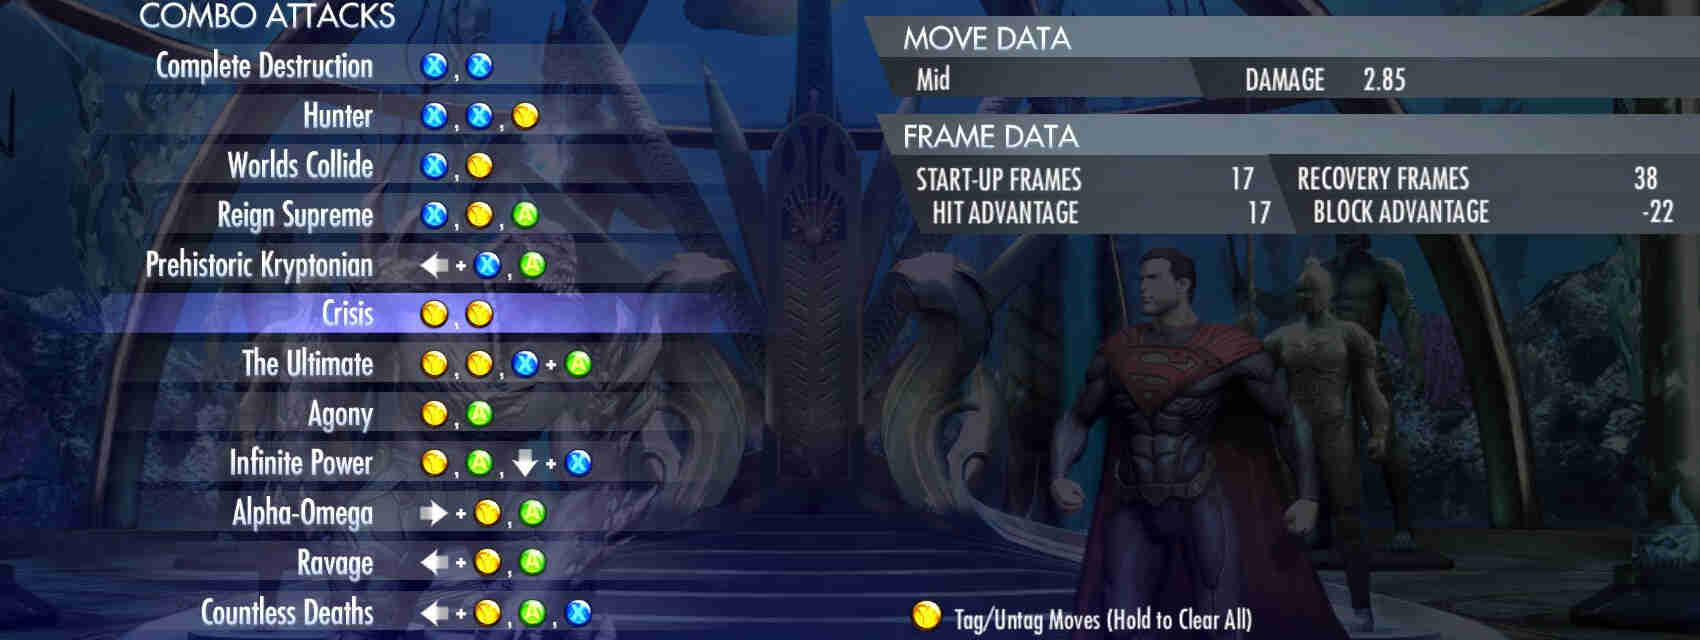 COMBO ATTACKS
Complete Destruction X , X
Hunter X , X , Y
Worlds Collide X , Y
Reign Supreme X , Y , A
Prehistoric Kryptonian ← + X , A
Crisis Y , Y
The Ultimate Y , Y , X + A
Agony Y , A
Infinite Power Y , A , ↓ + X
Alpha-Omega → + Y , A
Ravage ← + Y , A
Countless Deaths ← + Y , A , X
MOVE DATA
Mid DAMAGE 2.85
FRAME DATA
START-UP FRAMES 17 RECOVERY FRAMES 38
HIT ADVANTAGE 17 BLOCK ADVANTAGE -22
Y Tag/Untag Moves (Hold to Clear All)